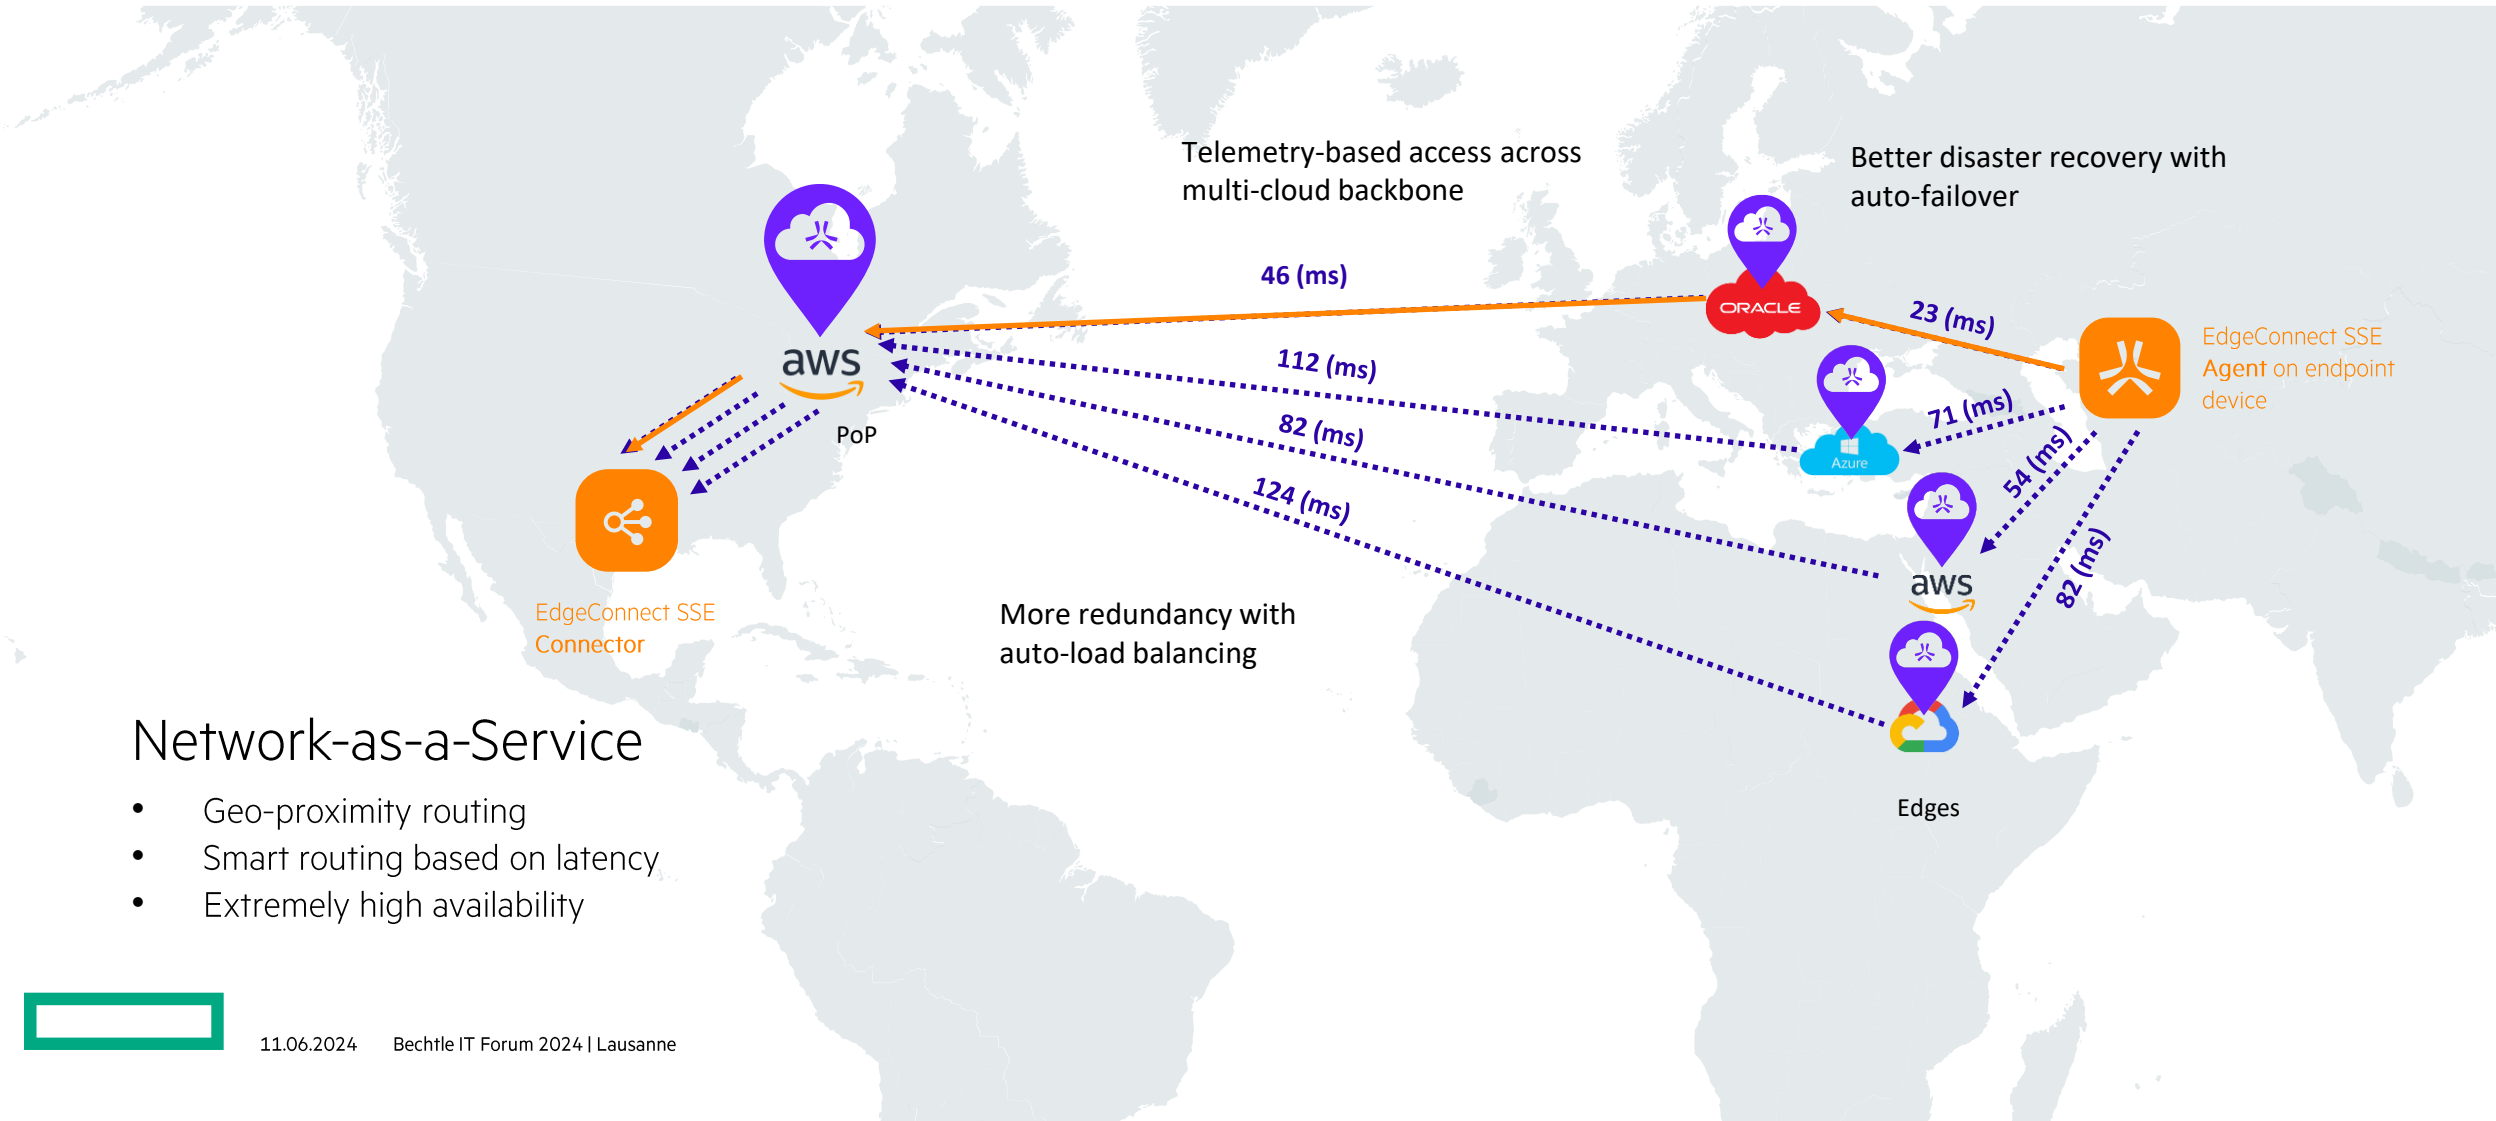 Telemetry-based access across
multi-cloud backbone
Better disaster recovery with
auto-failover
46 (ms)
ORACLE
23 (ms)
EdgeConnect SSE
Agent on endpoint
device
aws
112 (ms)
71 (ms)
PoP
82 (ms)
Azure
54 (ms)
124 (ms)
82 (ms)
aws
EdgeConnect SSE
Connector
More redundancy with
auto-load balancing
Edges
Network-as-a-Service
• Geo-proximity routing
• Smart routing based on latency
• Extremely high availability
11.06.2024 Bechtle IT Forum 2024 | Lausanne